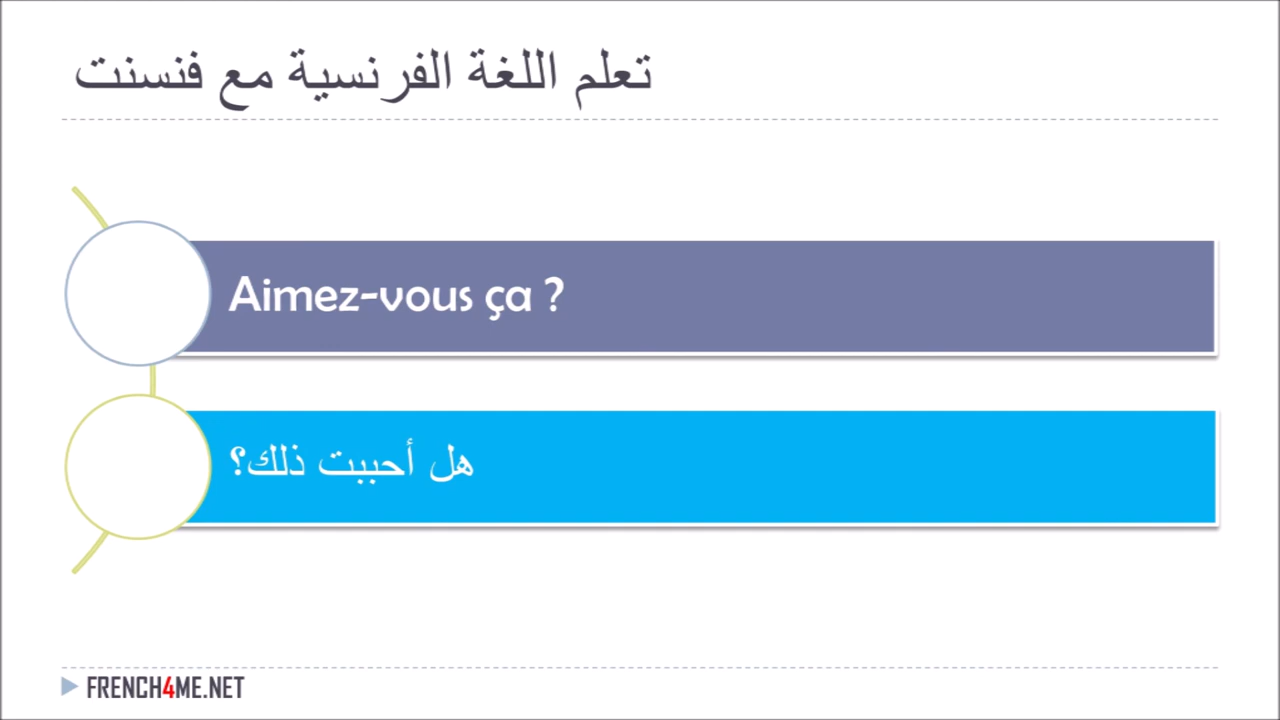 تعلم اللغة الفرنسية مع فنسنت
Aimez-vous ça ?
هل أحببت ذلك؟
FRENCH4ME.NET